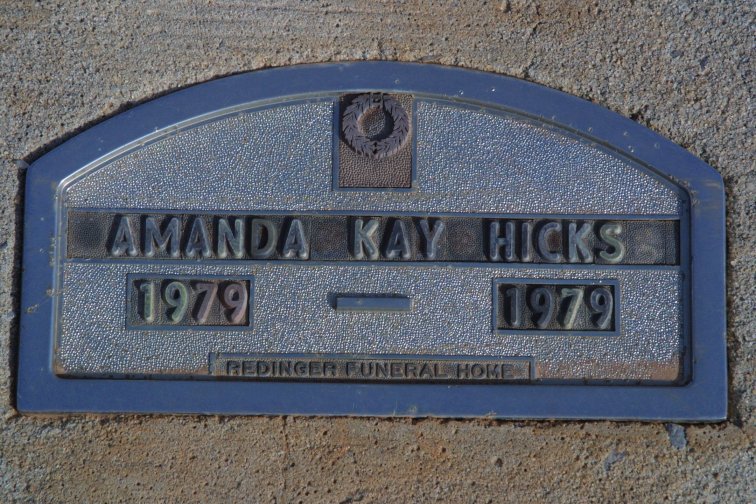 AMANDA KAY HICKS
1979 — 1979
REDINGER FUNERAL HOME